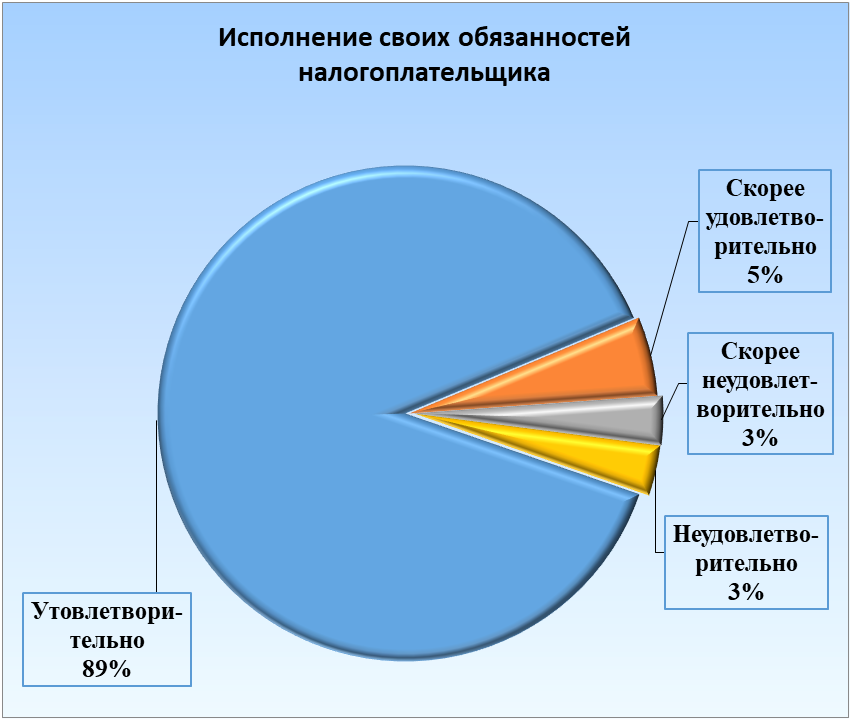 Исполнение своих обязанностей
налогоплательщика
Скорее
удовлетво-
рительно
5%
Скорее
неудовлет-
ворительно
3%
Неудовлетво-
рительно
3%
Утовлетвори-
тельно
89%